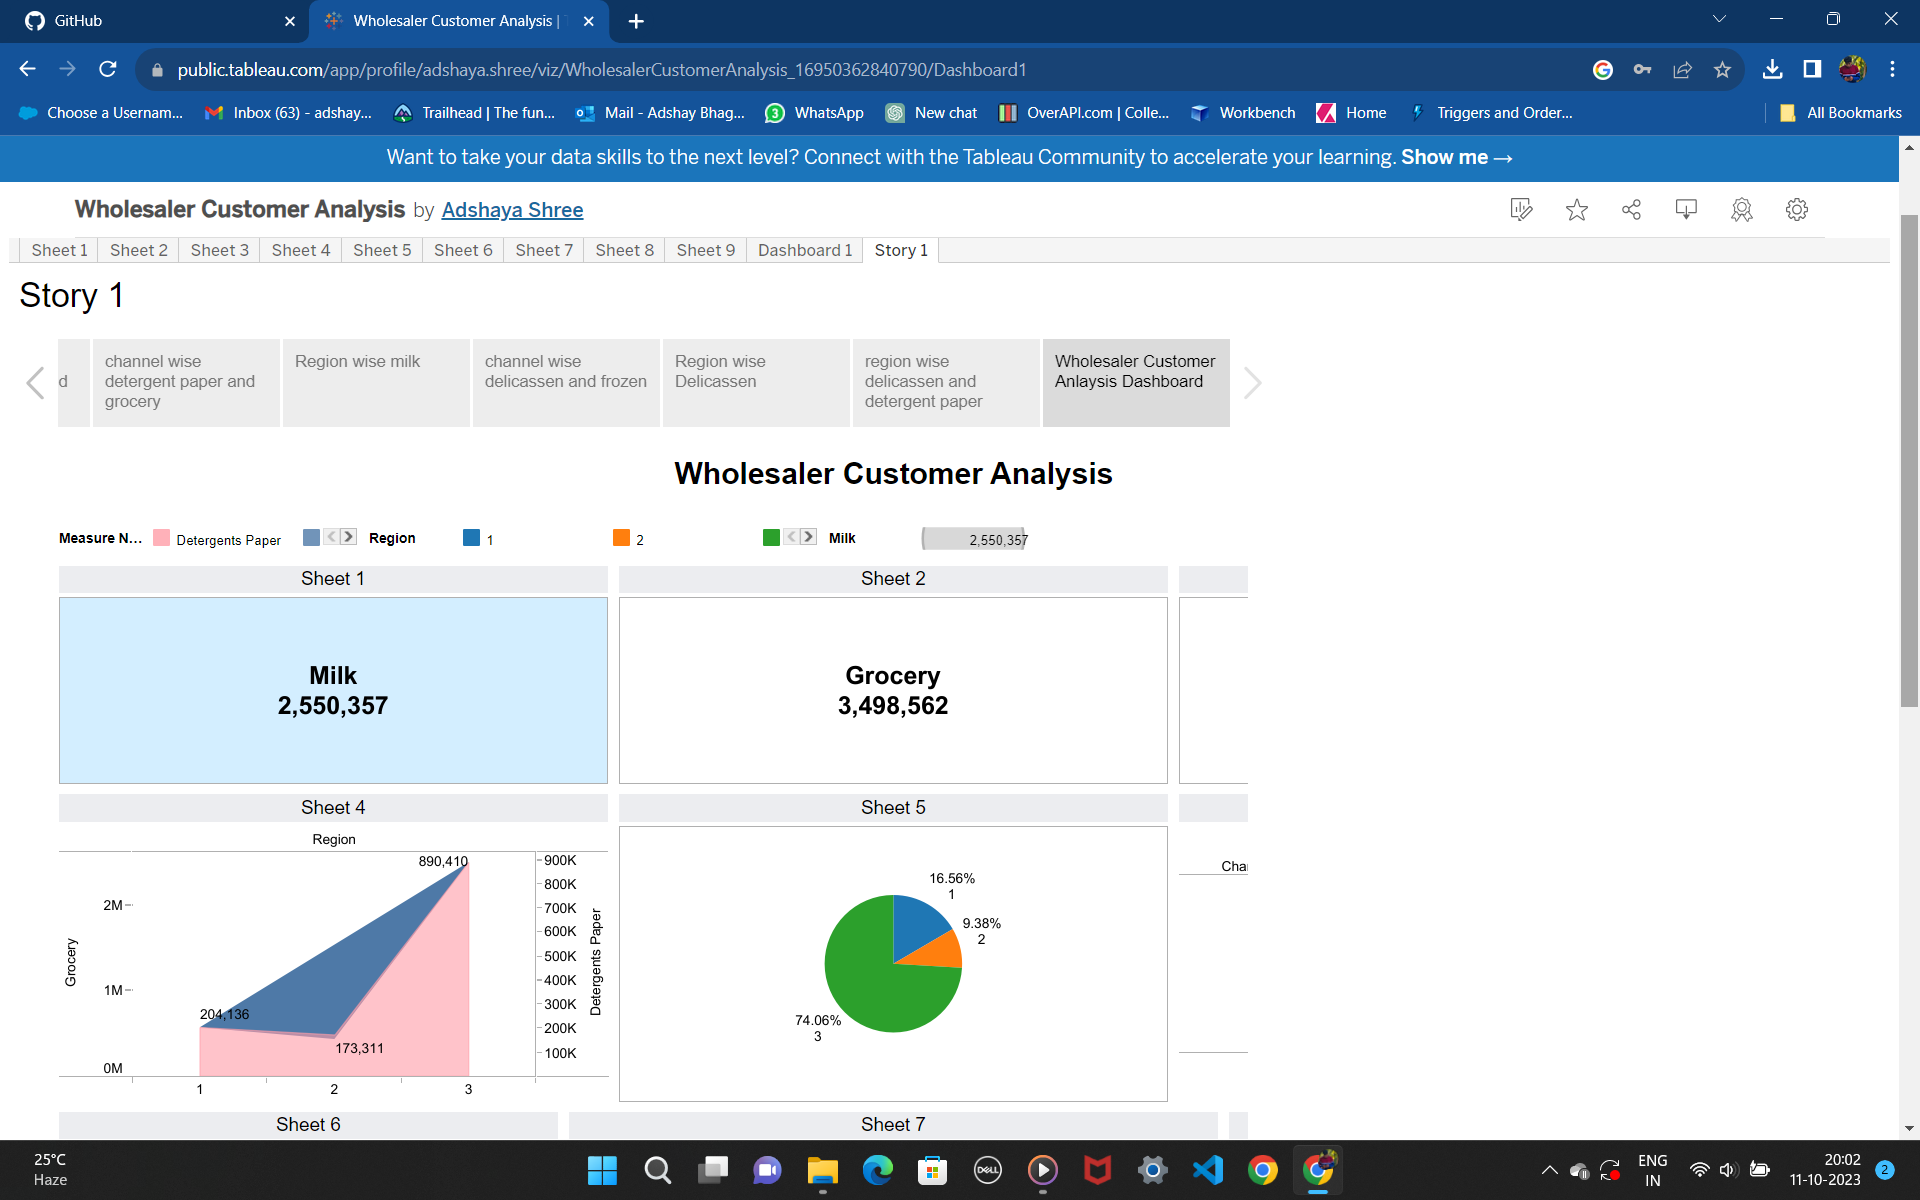 GitHub
Wholesaler Customer Analysis |
public.tableau.com/app/profile/adshaya.shree/viz/WholesalerCustomerAnalysis_16950362840790/Dashboard1
Choose a Usernam... Inbox (63) - adshay... Trailhead | The fun... Mail - Adshay Bhag... WhatsApp New chat OverAPI.com | Colle... Workbench Home Triggers and Order... All Bookmarks
Want to take your data skills to the next level? Connect with the Tableau Community to accelerate your learning. Show me →
Wholesaler Customer Analysis by Adshaya Shree
Sheet 1 Sheet 2 Sheet 3 Sheet 4 Sheet 5 Sheet 6 Sheet 7 Sheet 8 Sheet 9 Dashboard 1 Story 1
Story 1
d
channel wise
detergent paper and
grocery
Region wise milk
channel wise
delicassen and frozen
Region wise
Delicassen
region wise
delicassen and
detergent paper
Wholesaler Customer
Anlaysis Dashboard
Wholesaler Customer Analysis
Measure N... Detergents Paper Region 1 2 Milk 2,550,357
Sheet 1
Milk
2,550,357
Sheet 2
Grocery
3,498,562
Sheet 4
Region
Grocery
2M
1M
0M
890,410
204,136
173,311
900K
800K
700K
600K
500K
400K
300K
200K
100K
Detergents Paper
1 2 3
Sheet 5
16.56%
1
9.38%
2
74.06%
3
Cha
Sheet 6
Sheet 7
25°C
Haze
DELL
ENG
IN
20:02
11-10-2023
2